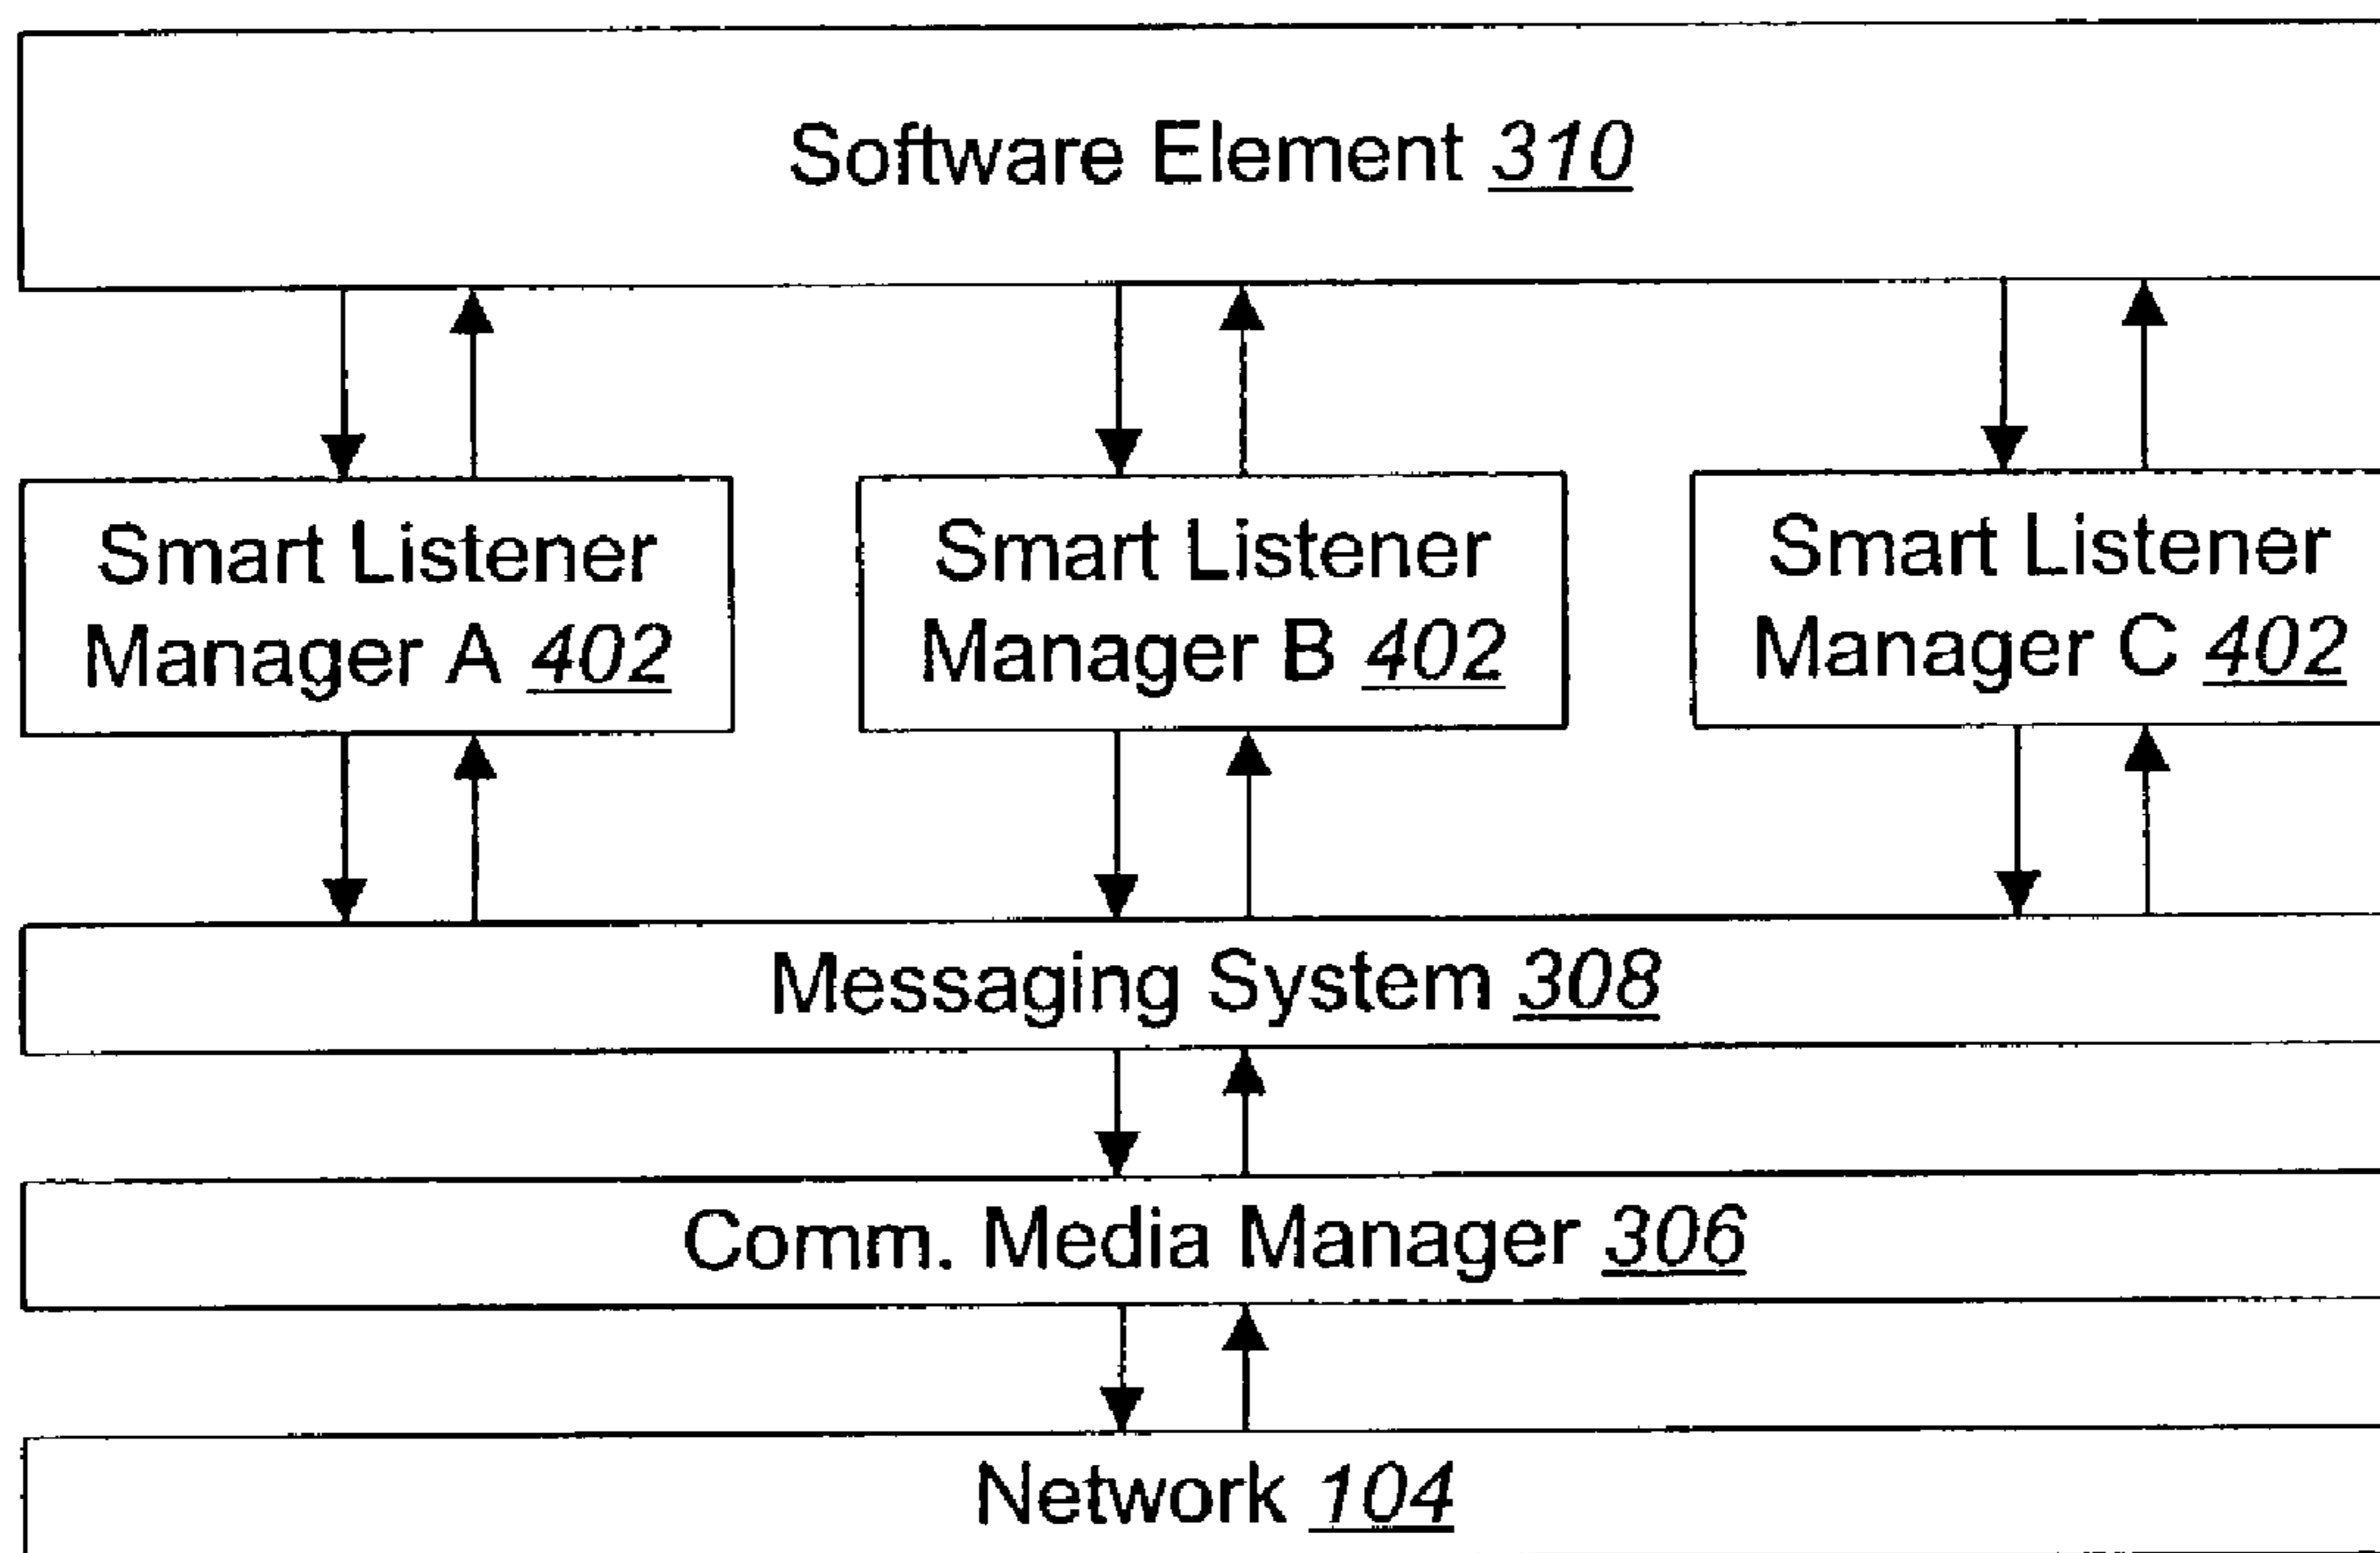 Software Element 310
Smart Listener
Manager A 402
Smart Listener
Manager B 402
Smart Listener
Manager C 402
Messaging System 308
Comm. Media Manager 306
Network 104